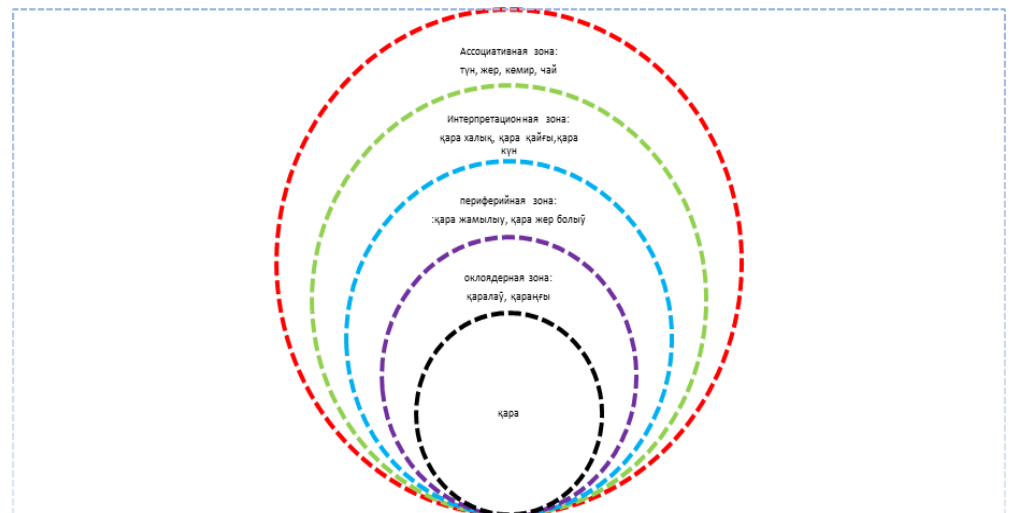 Ассоциативная зона:
түн, жер, көмир, чай
Интерпретационная зона:
қара халық, қара қайғы,қара
күн
периферийная зона:
:қара жамылыу, қара жер болыў
оклоядерная зона:
қаралаў, қараңғы
қара